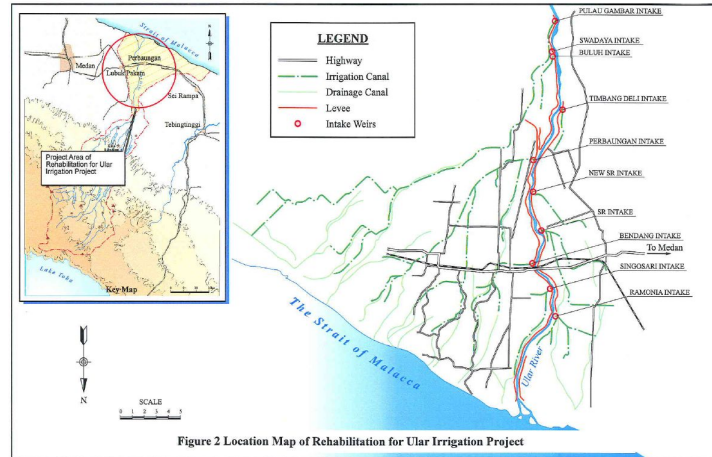 Strait of Malacca
N
Medan
Perbaungan
Lubuk Pakam
Sei Rampa
Tebingtinggi
Project Area of
Rehabilitation for Ular
Irrigation Project
Lake Toba
Key Map
LEGEND
Highway
Irrigation Canal
Drainage Canal
Levee
Intake Weirs
PULAU GAMBAR INTAKE
SWADAYA INTAKE
BULUH INTAKE
TIMBANG DELI INTAKE
PERBAUNGAN INTAKE
NEW SR INTAKE
SR INTAKE
BENDANG INTAKE
To Medan
SINGOSARI INTAKE
RAMONIA INTAKE
The Strait of Malacca
Ular River
N
SCALE
0 1 2 3 4 5
Figure 2 Location Map of Rehabilitation for Ular Irrigation Project